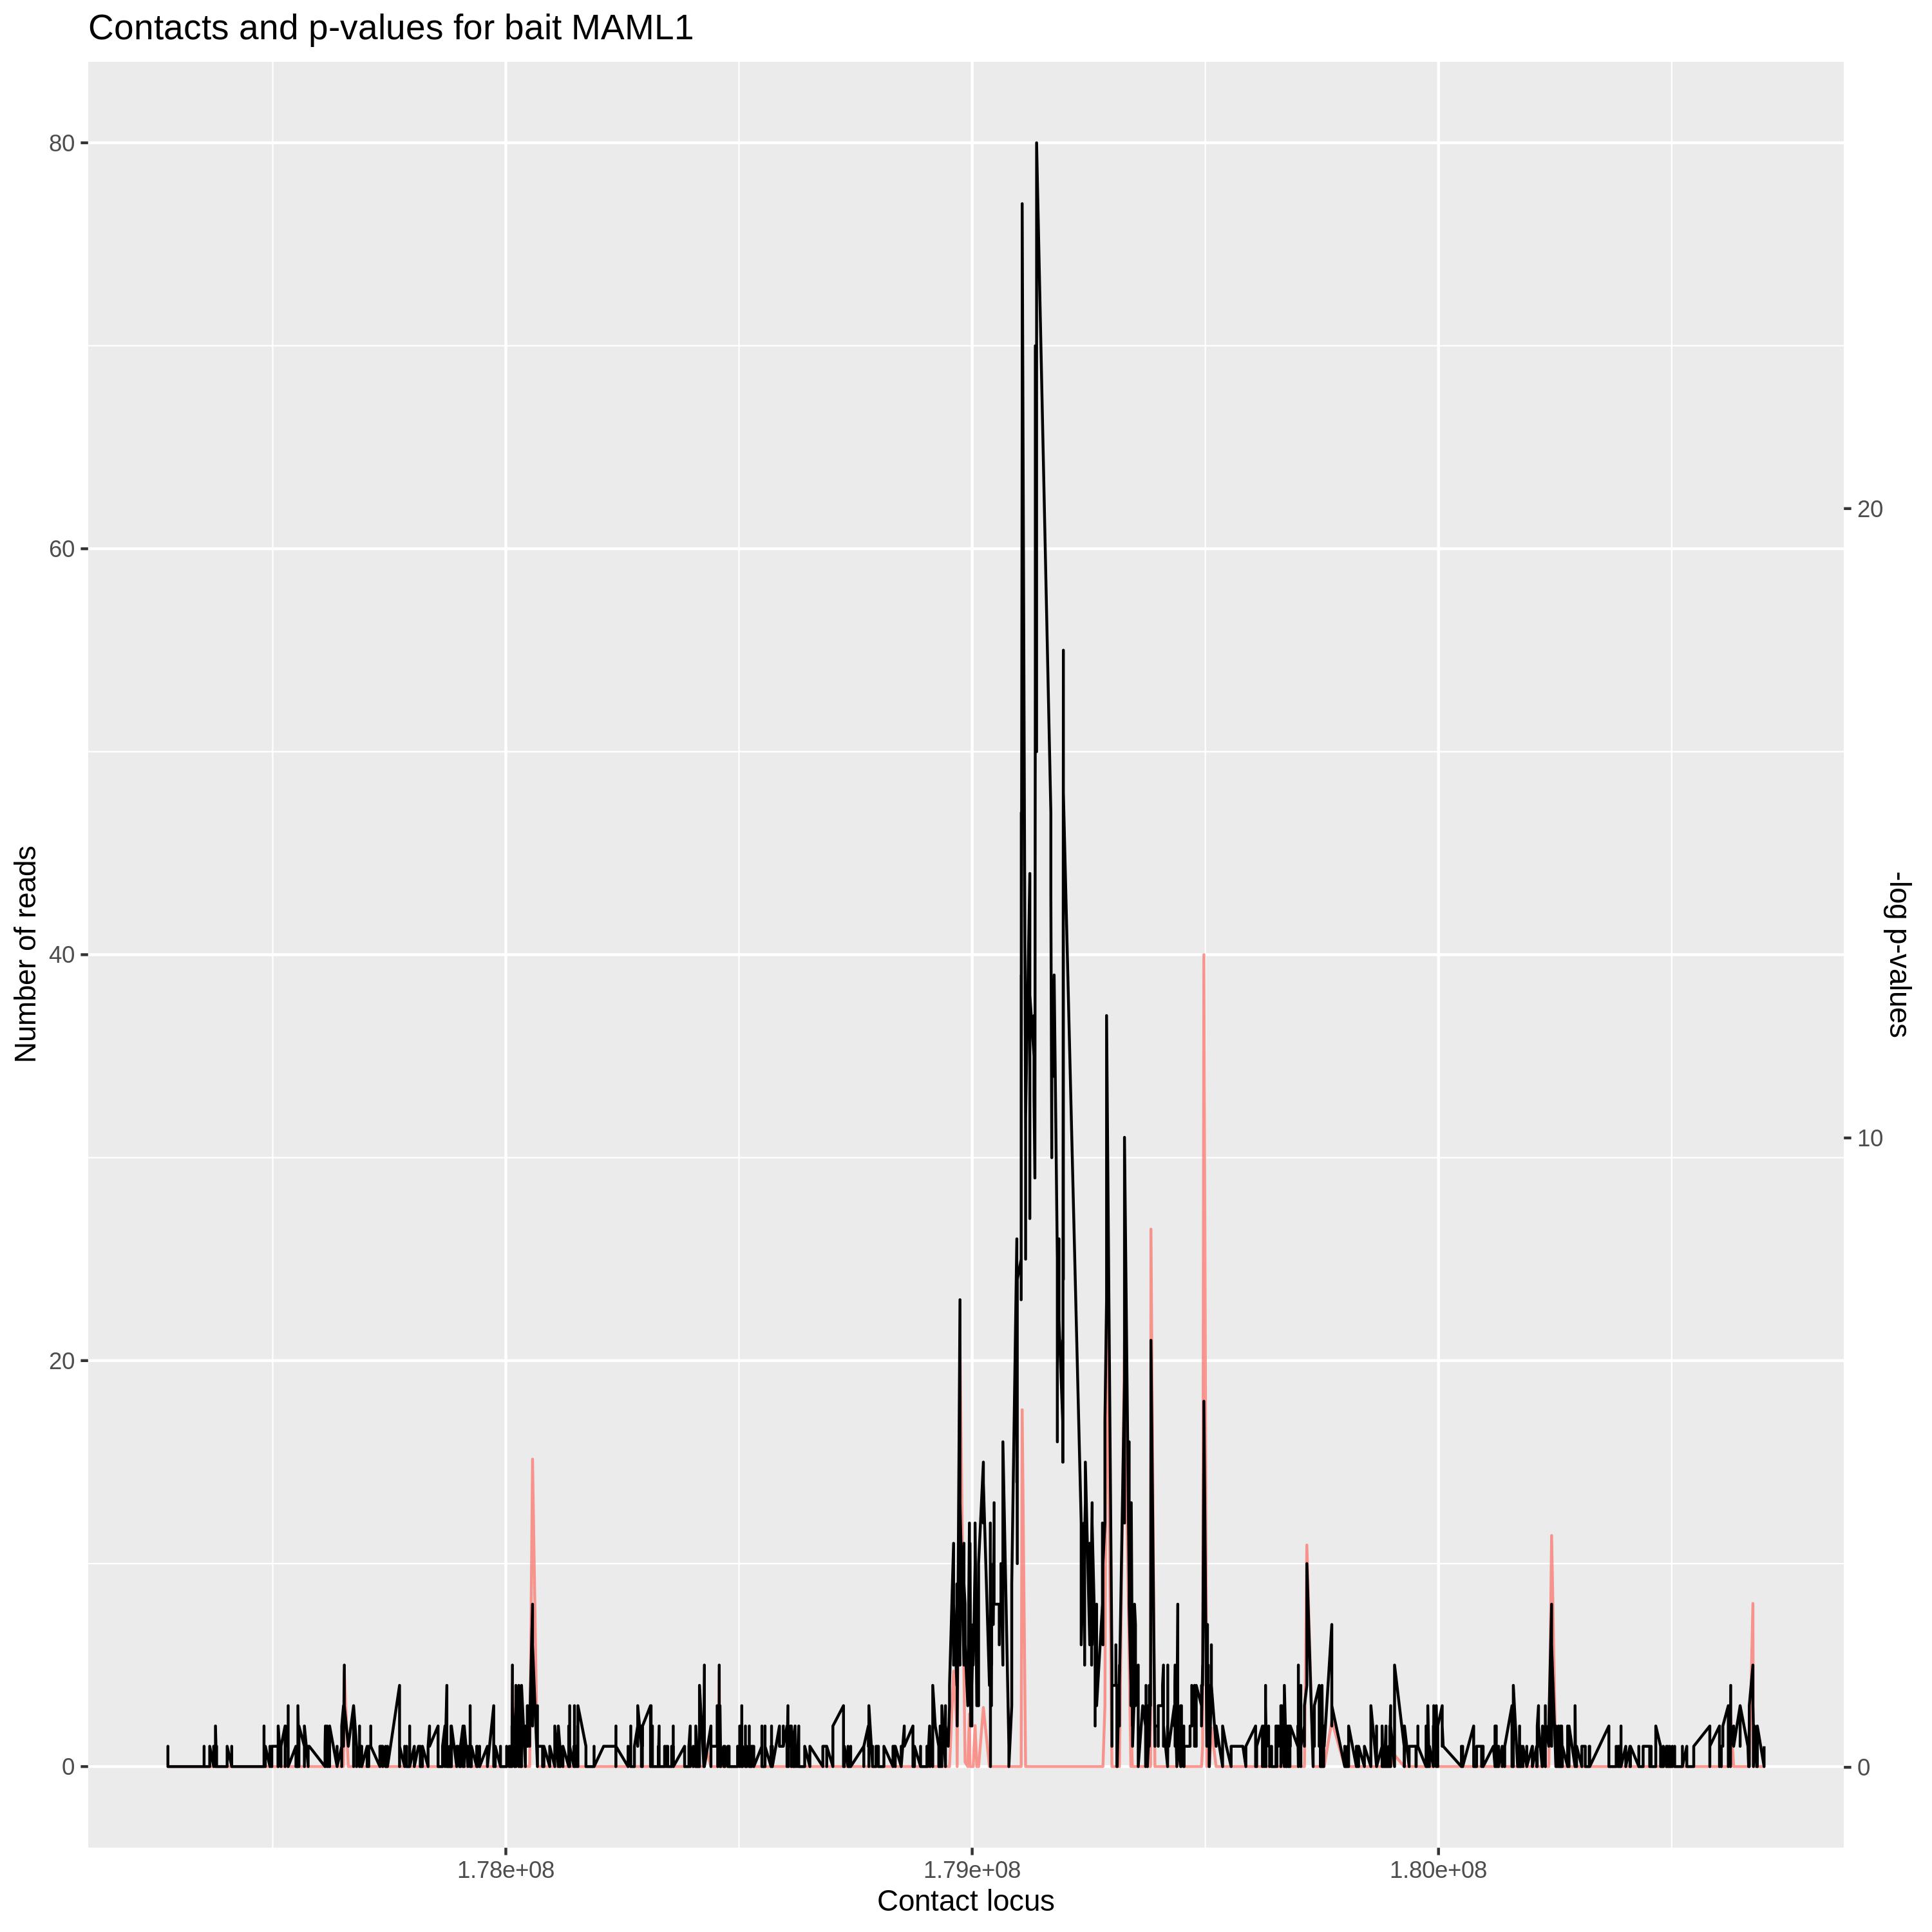 Contacts and p-values for bait MAML1
80
60
40
20
0
Number of reads
20
10
0
-log p-values
1.78e+08
1.79e+08
1.80e+08
Contact locus